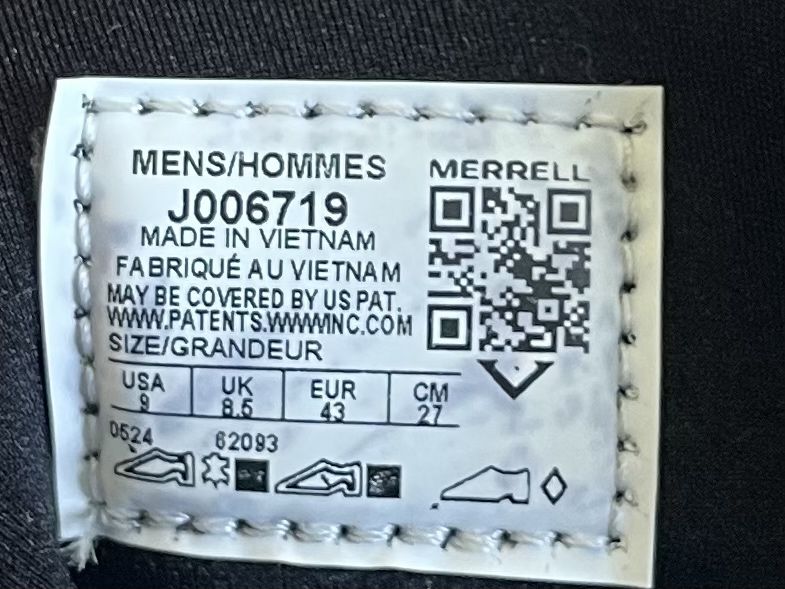 MENS/HOMMES
MERRELL
J006719
MADE IN VIETNAM
FABRIQUÉ AU VIETNAM
MAY BE COVERED BY US PAT.
WWW.PATENTS.WWWINC.COM
SIZE/GRANDEUR
USA UK EUR CM
9 8.5 43 27
0524 62093